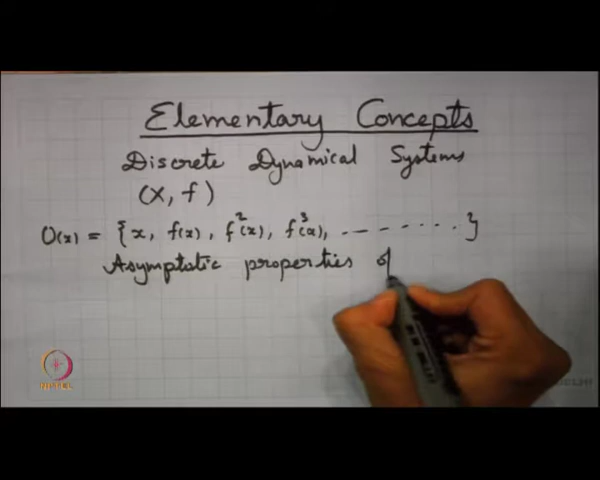 Elementary Concepts
Discrete Dynamical Systems
(X, f)
O(x) = {x, f(x), f²(x), f³(x), ---......}
Asymptotic properties of